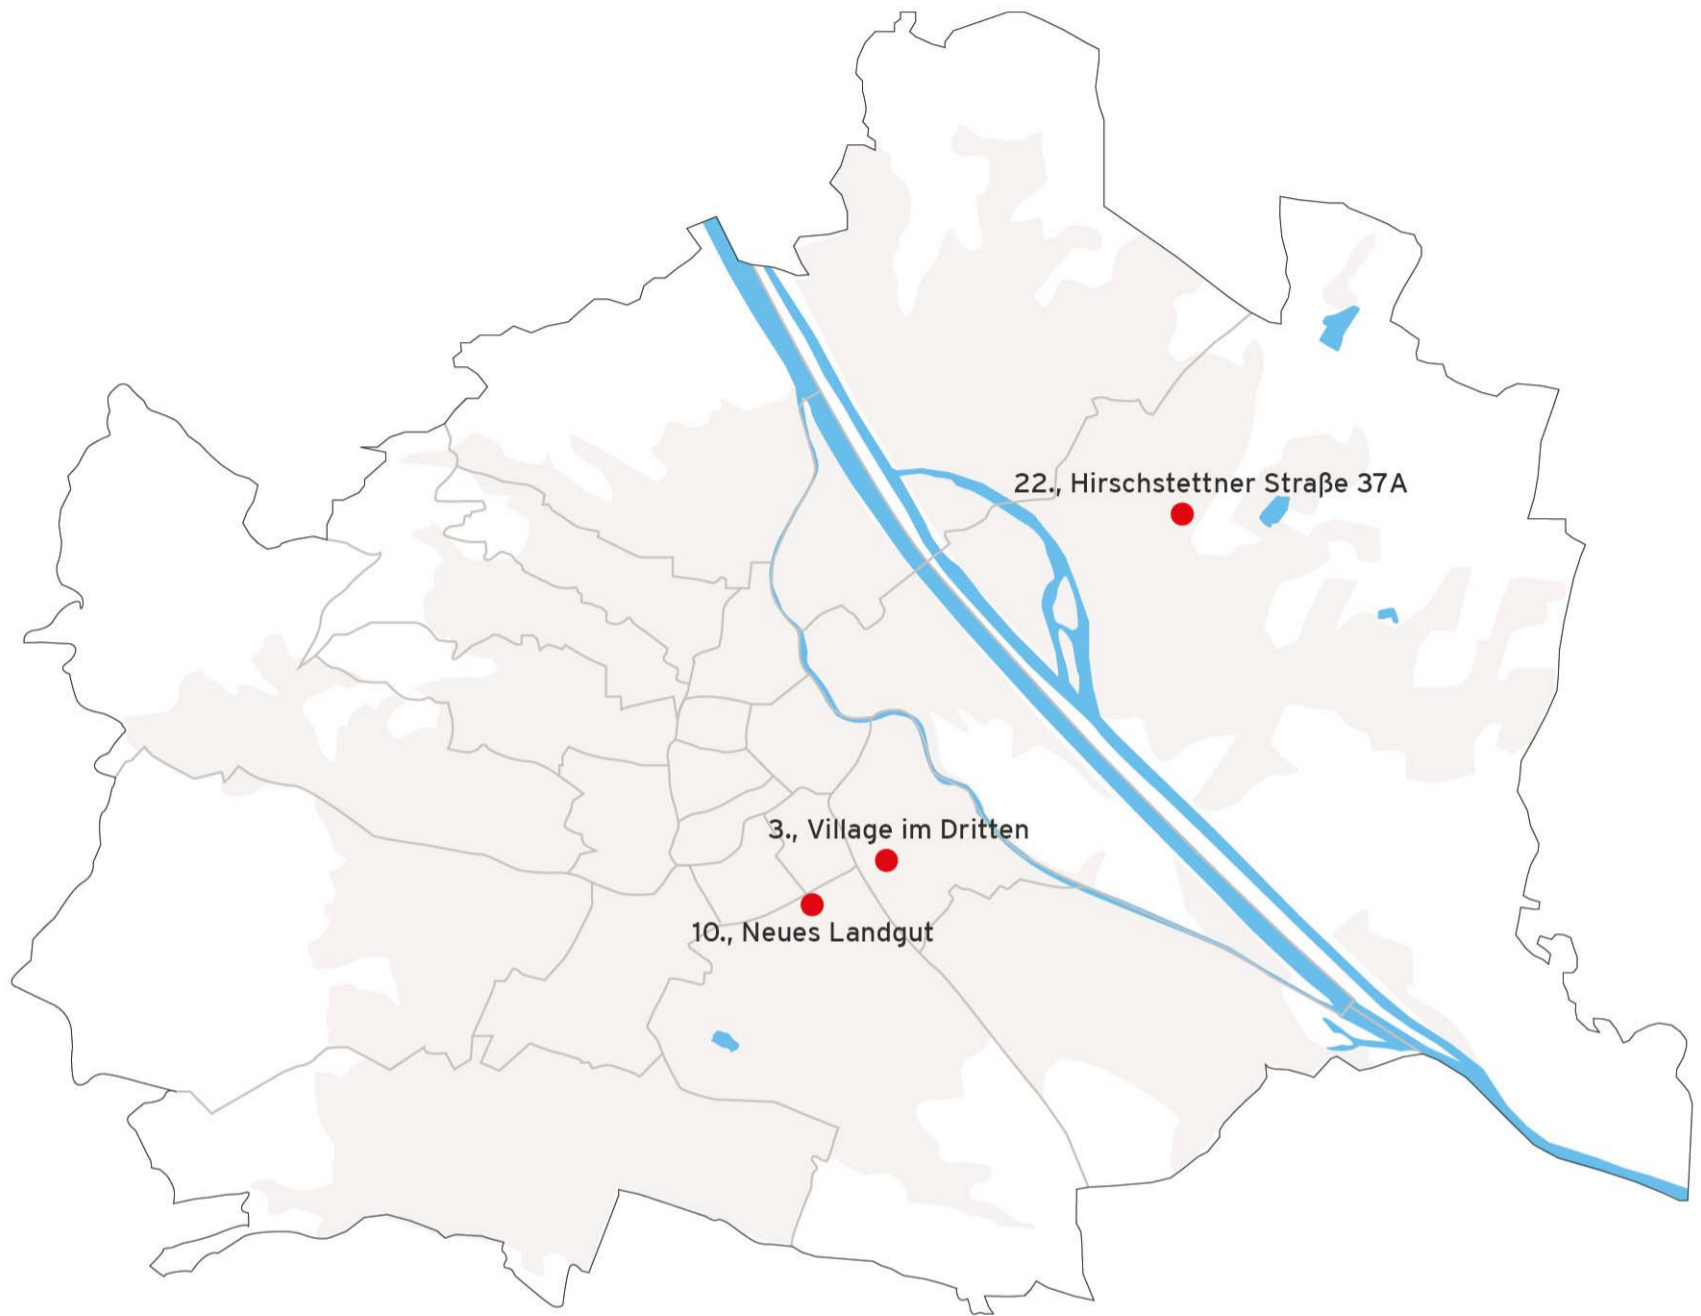 22., Hirschstettner Straße 37A
3., Village im Dritten
10., Neues Landgut